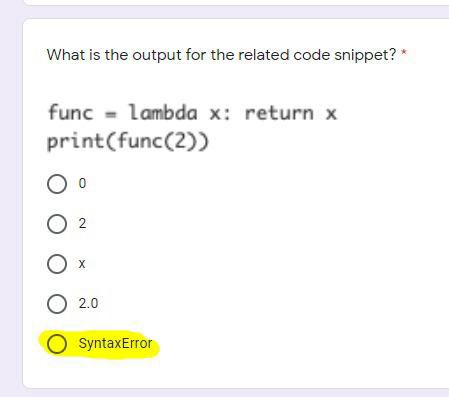 What is the output for the related code snippet? *
func = lambda x: return x
print(func(2))
0
2
x
2.0
SyntaxError